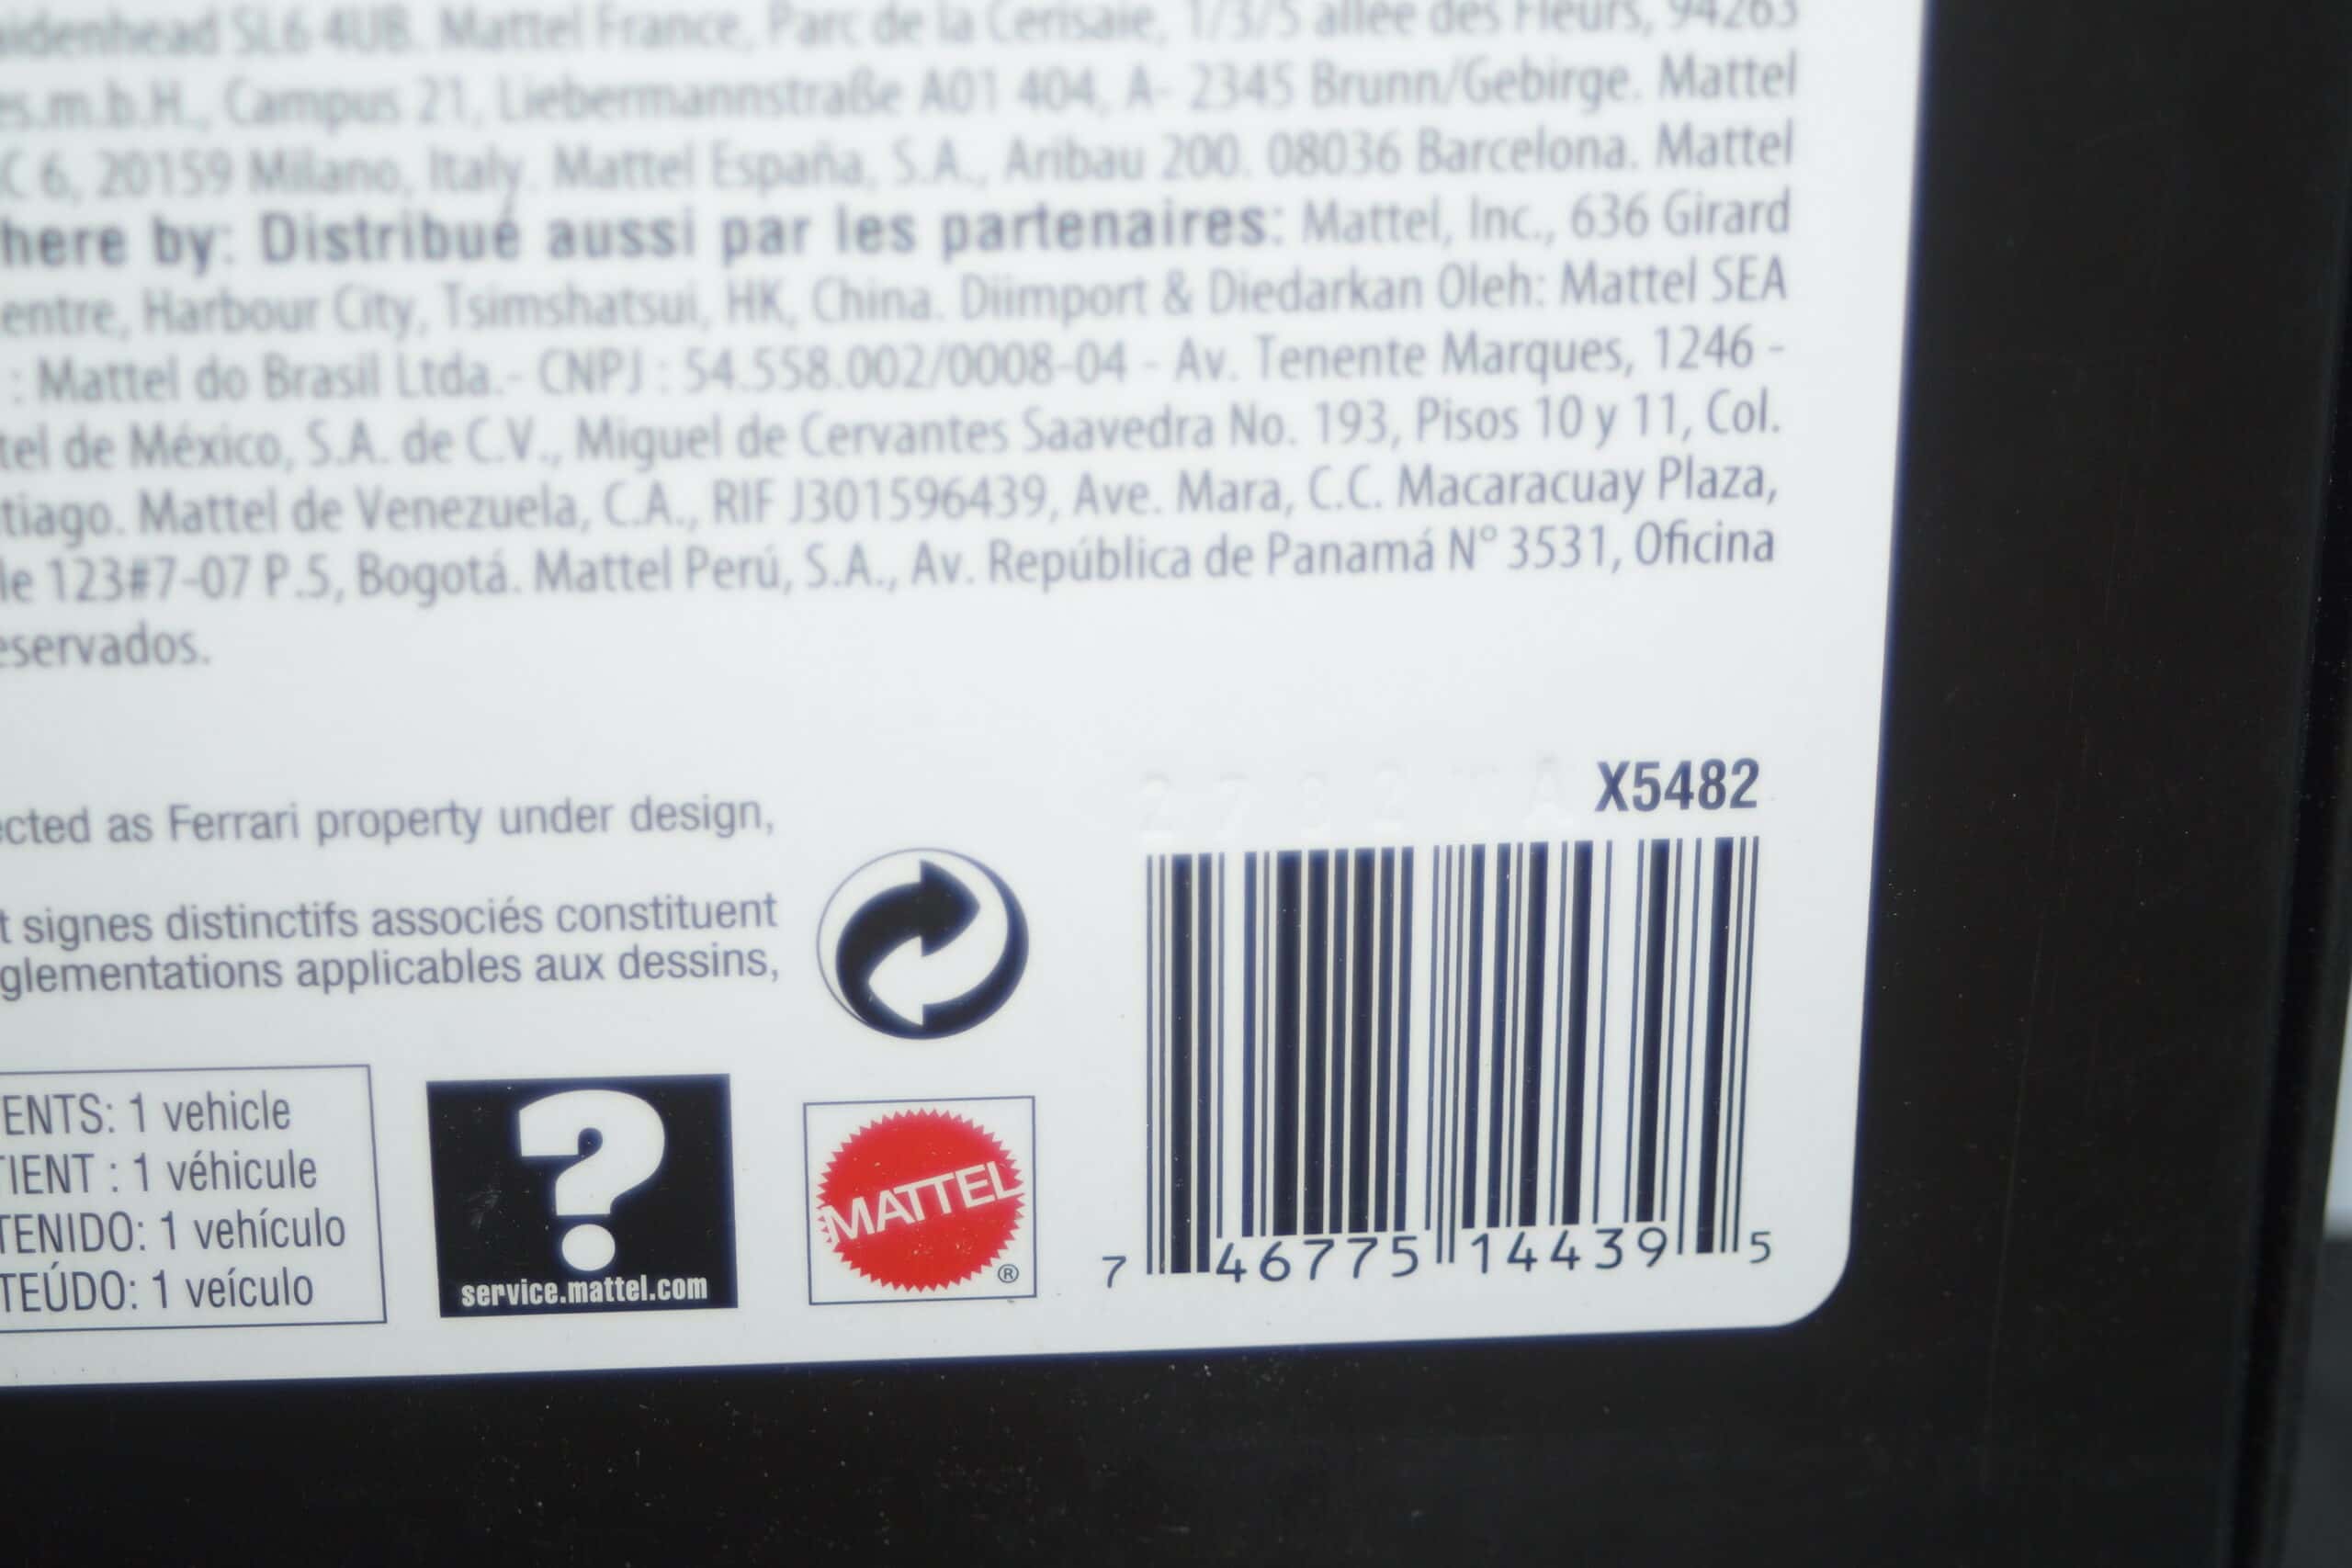 idenhead SL6 4UB. Mattel France, Parc de la Cerisaie, 1/3/5 allée des Fleurs, 94263
es.m.b.H., Campus 21, Liebermannstraße A01 404, A- 2345 Brunn/Gebirge. Mattel
C 6, 20159 Milano, Italy. Mattel España, S.A., Aribau 200. 08036 Barcelona. Mattel
here by: Distribué aussi par les partenaires: Mattel, Inc., 636 Girard
entre, Harbour City, Tsimshatsui, HK, China. Diimport & Diedarkan Oleh: Mattel SEA
: Mattel do Brasil Ltda.- CNPJ : 54.558.002/0008-04 - Av. Tenente Marques, 1246 -
tel de México, S.A. de C.V., Miguel de Cervantes Saavedra No. 193, Pisos 10 y 11, Col.
tiago. Mattel de Venezuela, C.A., RIF J301596439, Ave. Mara, C.C. Macaracuay Plaza,
le 123#7-07 P.5, Bogotá. Mattel Perú, S.A., Av. República de Panamá N° 3531, Oficina
eservados.
X5482
ected as Ferrari property under design,
t signes distinctifs associés constituent
glementations applicables aux dessins,
ENTS: 1 vehicle
TIENT : 1 véhicule
TENIDO: 1 vehículo
TEÚDO: 1 veículo
service.mattel.com
MATTEL
®
7 46775 14439 5